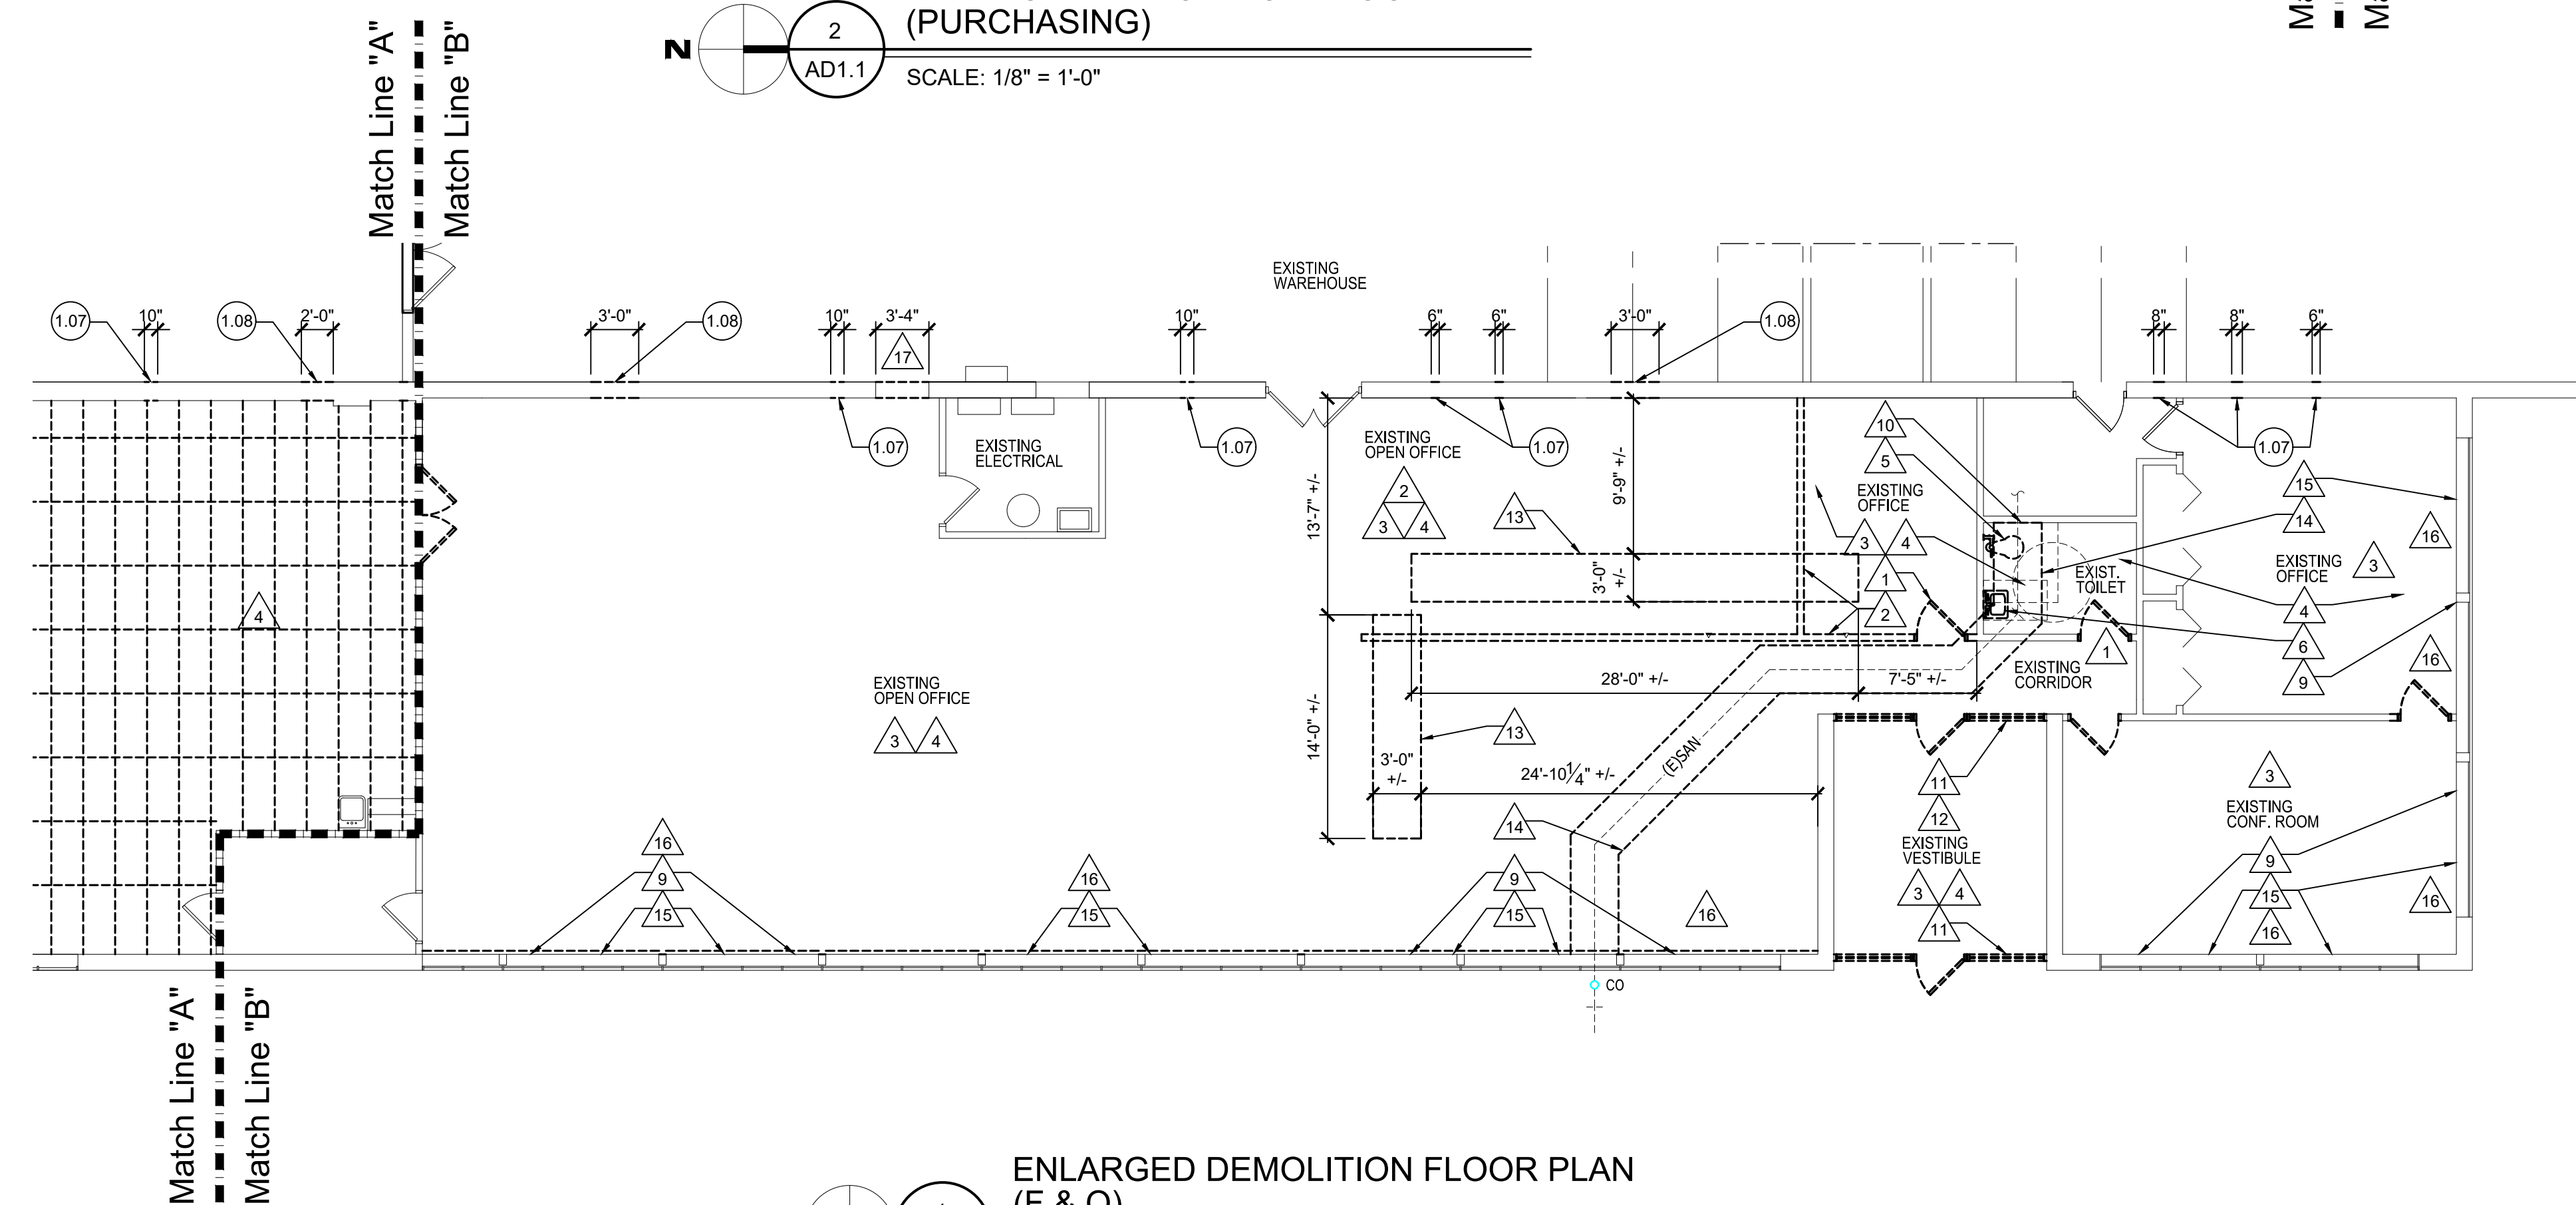 (PURCHASING)
2
AD1.1
N
SCALE: 1/8" = 1'-0"
Match Line "A"
Match Line "B"
EXISTING
WAREHOUSE
1.07
10"
1.08
2'-0"
3'-0"
1.08
10"
3'-4"
17
10"
6"
6"
3'-0"
1.08
8"
8"
6"
1.07
1.07
1.07
1.07
EXISTING
ELECTRICAL
EXISTING
OPEN OFFICE
2
3
4
13
13'-7" +/-
9'-9" +/-
3'-0"
+/-
10
5
EXISTING
OFFICE
3
4
1
2
EXIST.
TOILET
15
14
16
EXISTING
OFFICE
3
4
6
9
16
1
EXISTING
CORRIDOR
4
EXISTING
OPEN OFFICE
3
4
28'-0" +/-
7'-5" +/-
14'-0" +/-
13
3'-0"
+/-
24'-10 1/4" +/-
(E)SAN
14
11
12
EXISTING
VESTIBULE
3
4
11
3
EXISTING
CONF. ROOM
9
15
16
16
16
9
15
16
15
9
15
16
CO
Match Line "A"
Match Line "B"
ENLARGED DEMOLITION FLOOR PLAN